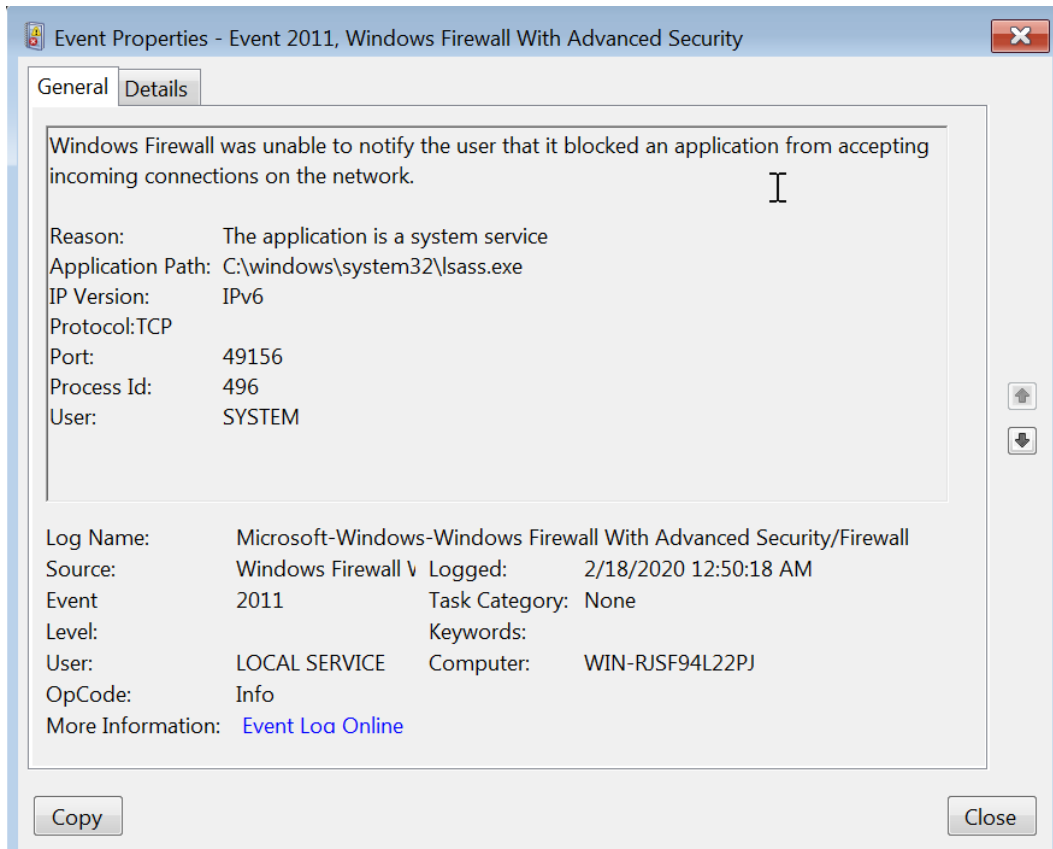 Event Properties - Event 2011, Windows Firewall With Advanced Security
General Details
Windows Firewall was unable to notify the user that it blocked an application from accepting
incoming connections on the network.
Reason: The application is a system service
Application Path: C:\windows\system32\lsass.exe
IP Version: IPv6
Protocol:TCP
Port: 49156
Process Id: 496
User: SYSTEM
Log Name: Microsoft-Windows-Windows Firewall With Advanced Security/Firewall
Source: Windows Firewall W Logged: 2/18/2020 12:50:18 AM
Event 2011 Task Category: None
Level: Keywords:
User: LOCAL SERVICE Computer: WIN-RJSF94L22PJ
OpCode: Info
More Information: Event Log Online
Copy Close